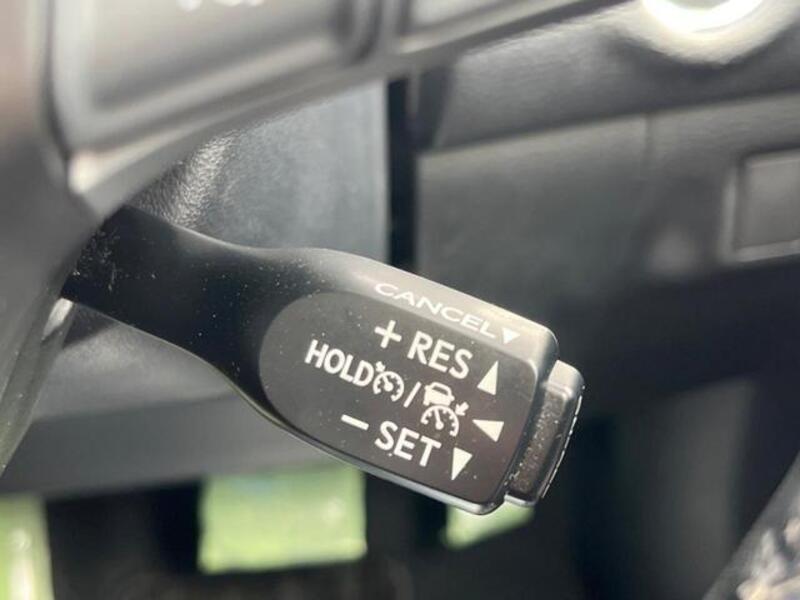 CANCEL
+ RES
HOLD /
− SET